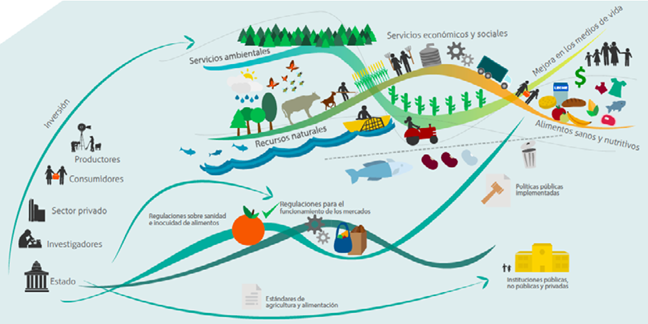 Servicios económicos y sociales
Servicios ambientales
Mejora en los medios de vida
Inversión
$
Recursos naturales
Alimentos sanos y nutritivos
Productores
Consumidores
Sector privado
Investigadores
Estado
Regulaciones sobre sanidad
e inocuidad de alimentos
Regulaciones para el
funcionamiento de los mercados
Políticas públicas
implementadas
Instituciones públicas,
no públicas y privadas
Estándares de
agricultura y alimentación